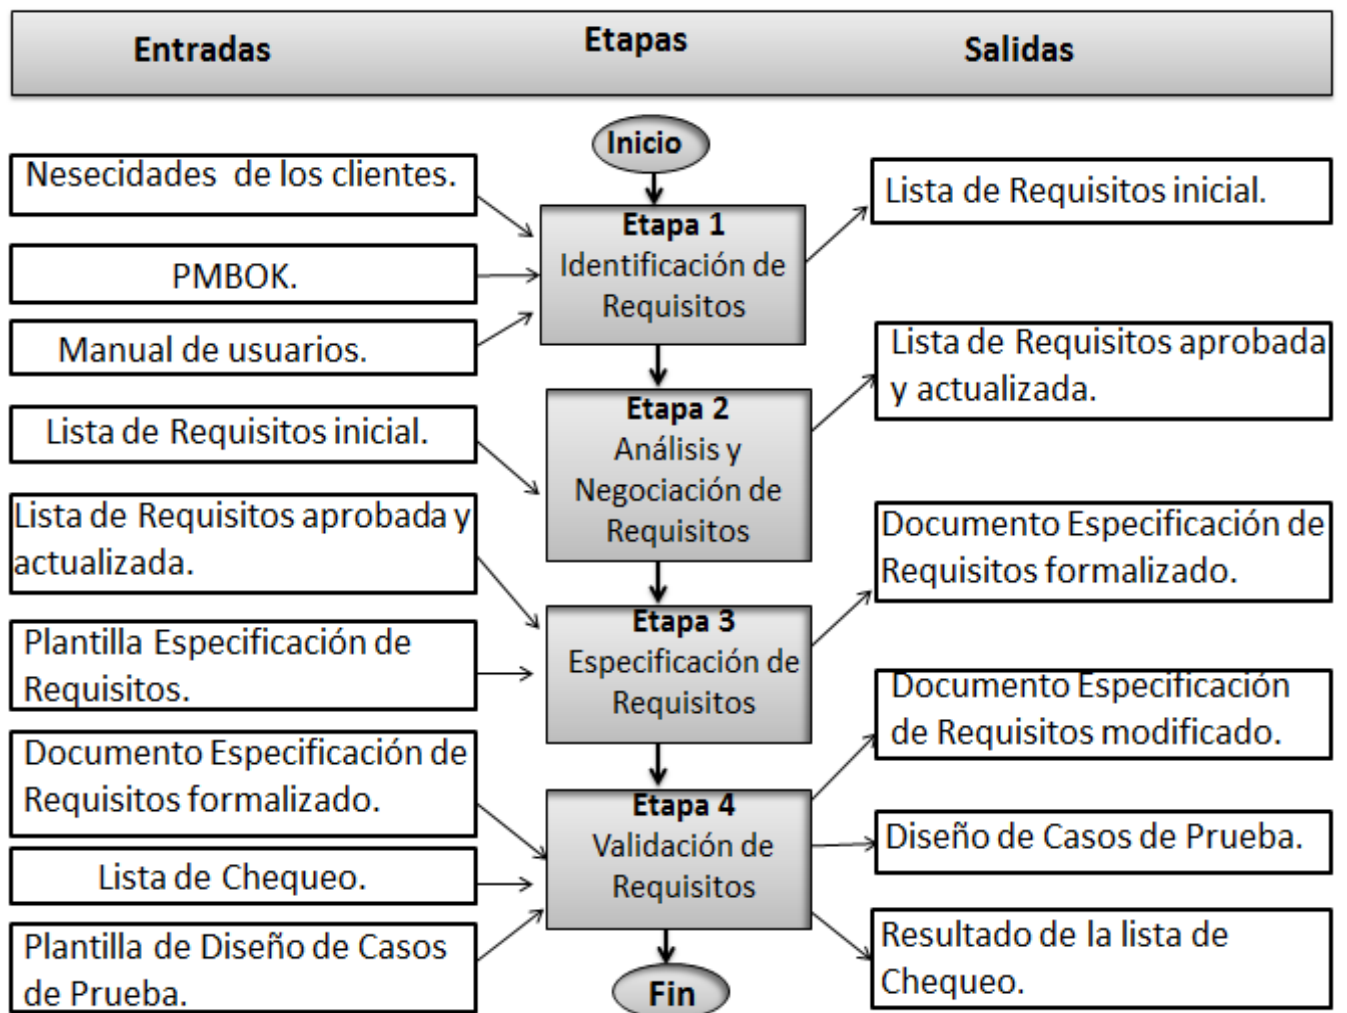 Entradas
Etapas
Salidas
Inicio
Nesecidades de los clientes.
PMBOK.
Manual de usuarios.
Etapa 1
Identificación de
Requisitos
Lista de Requisitos inicial.
Lista de Requisitos inicial.
Etapa 2
Análisis y
Negociación de
Requisitos
Lista de Requisitos aprobada
y actualizada.
Lista de Requisitos aprobada y
actualizada.
Plantilla Especificación de
Requisitos.
Etapa 3
Especificación de
Requisitos
Documento Especificación de
Requisitos formalizado.
Documento Especificación de
Requisitos formalizado.
Lista de Chequeo.
Plantilla de Diseño de Casos
de Prueba.
Etapa 4
Validación de
Requisitos
Documento Especificación
de Requisitos modificado.
Diseño de Casos de Prueba.
Resultado de la lista de
Chequeo.
Fin